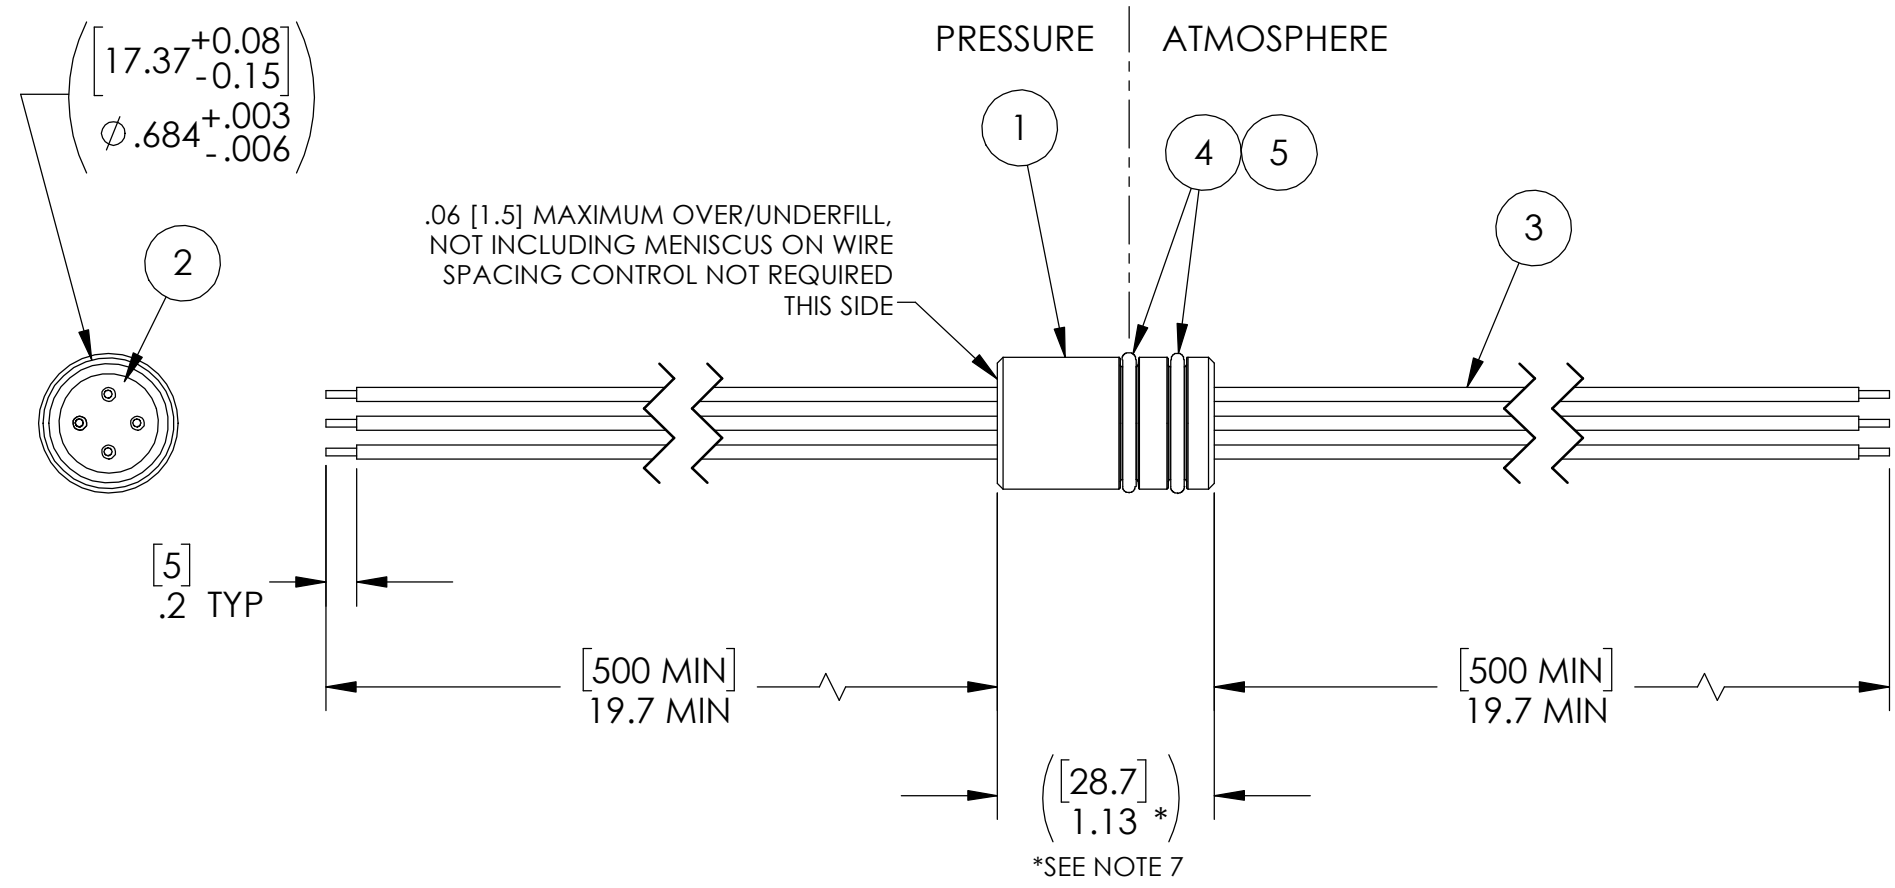 [17.37 +0.08 -0.15]
⌀ .684 +.003 -.006
PRESSURE
ATMOSPHERE
1
4
5
2
3
.06 [1.5] MAXIMUM OVER/UNDERFILL,
NOT INCLUDING MENISCUS ON WIRE
SPACING CONTROL NOT REQUIRED
THIS SIDE
[5]
.2 TYP
[500 MIN]
19.7 MIN
[500 MIN]
19.7 MIN
([28.7]
1.13 *)
*SEE NOTE 7